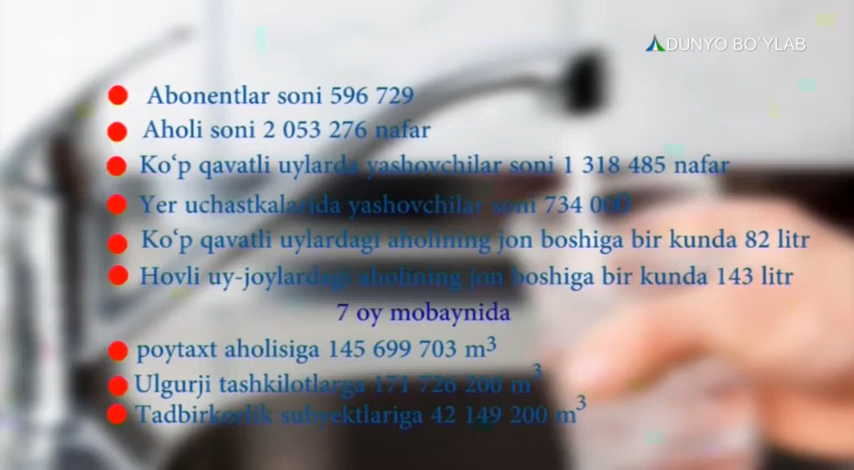 DUNYO BO`YLAB
Abonentlar soni 596 729
Aholi soni 2 053 276 nafar
Ko‘p qavatli uylarda yashovchilar soni 1 318 485 nafar
Yer uchastkalarida yashovchilar soni 734 000
Ko‘p qavatli uylardagi aholining jon boshiga bir kunda 82 litr
Hovli uy-joylardagi aholining jon boshiga bir kunda 143 litr
7 oy mobaynida
poytaxt aholisiga 145 699 703 m³
Ulgurji tashkilotlarga 171 726 200 m³
Tadbirkorlik subyektlariga 42 149 200 m³